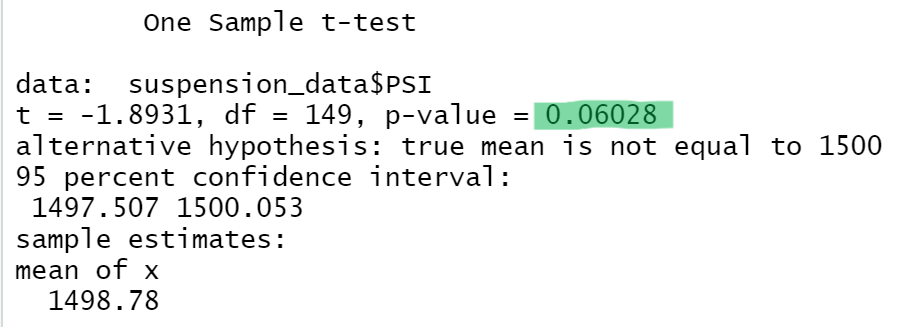 One Sample t-test
data:  suspension_data$PSI
t = -1.8931, df = 149, p-value = 0.06028
alternative hypothesis: true mean is not equal to 1500
95 percent confidence interval:
1497.507 1500.053
sample estimates:
mean of x
1498.78